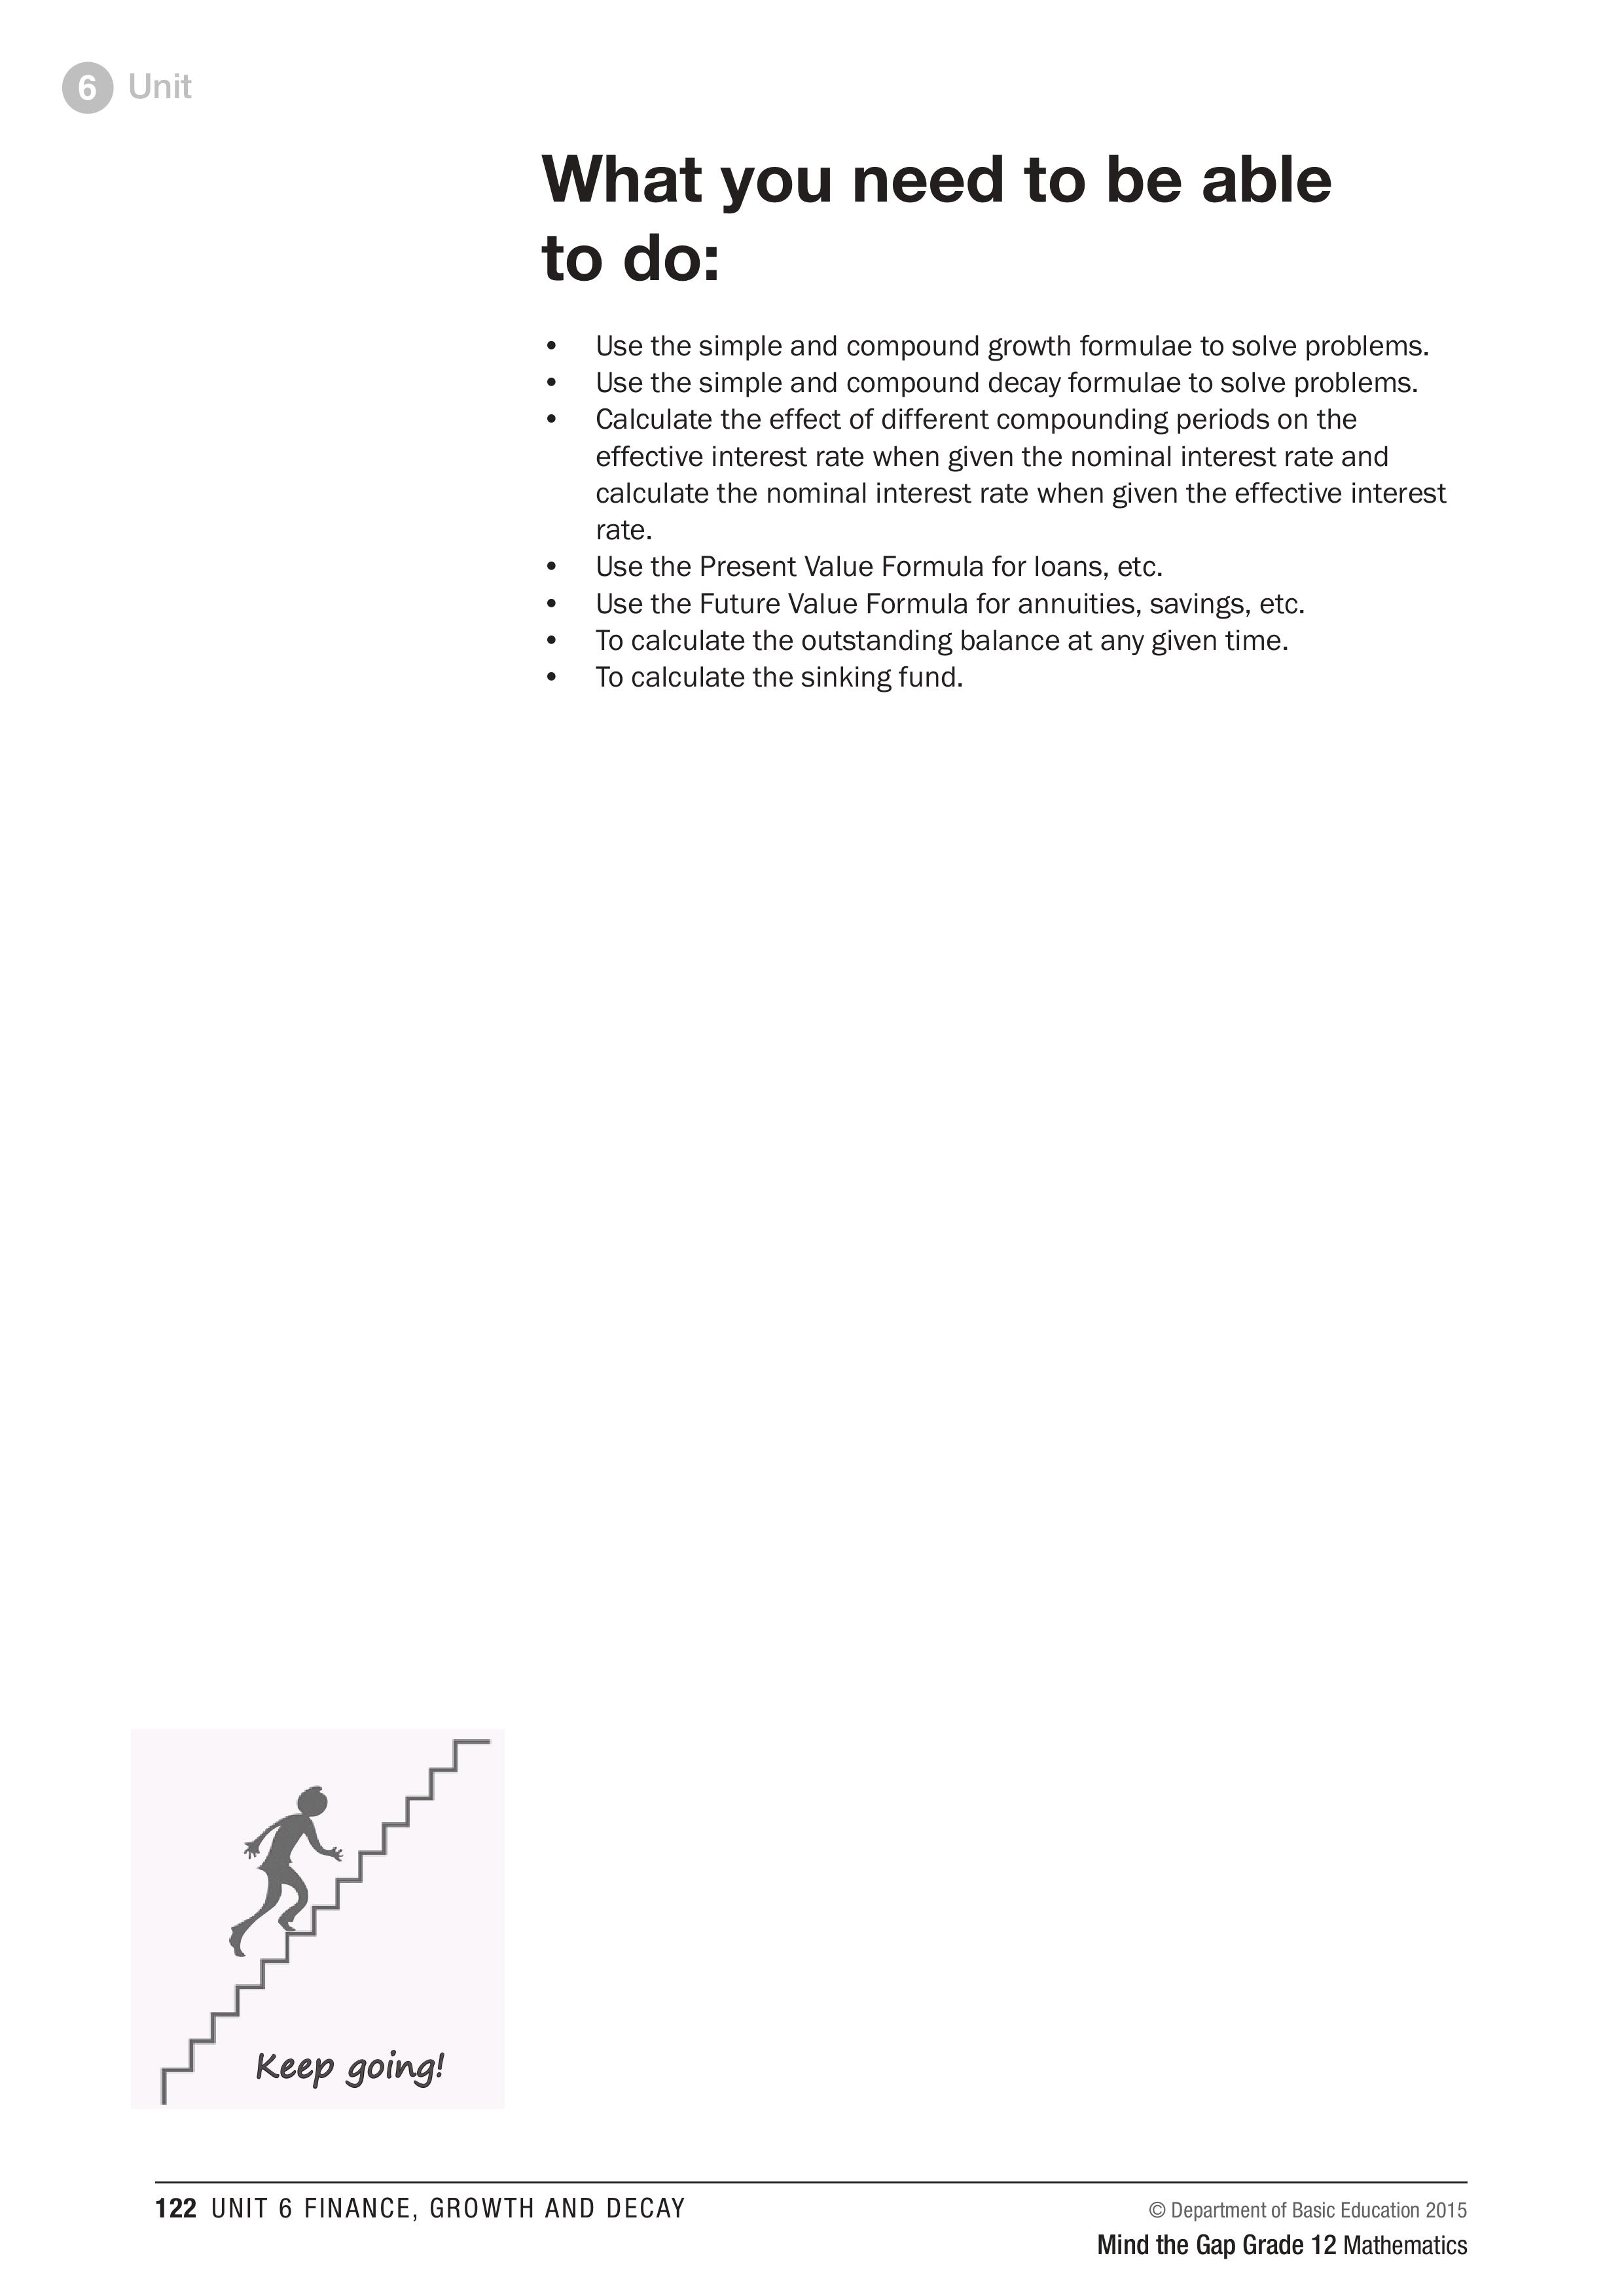 6 Unit
What you need to be able
to do:
• Use the simple and compound growth formulae to solve problems.
• Use the simple and compound decay formulae to solve problems.
• Calculate the effect of different compounding periods on the
effective interest rate when given the nominal interest rate and
calculate the nominal interest rate when given the effective interest
rate.
• Use the Present Value Formula for loans, etc.
• Use the Future Value Formula for annuities, savings, etc.
• To calculate the outstanding balance at any given time.
• To calculate the sinking fund.
Keep going!
122 UNIT 6 FINANCE, GROWTH AND DECAY
© Department of Basic Education 2015
Mind the Gap Grade 12 Mathematics